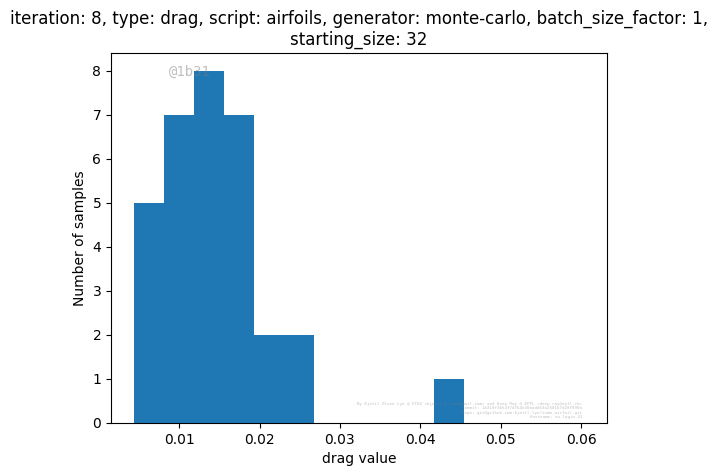 iteration: 8, type: drag, script: airfoils, generator: monte-carlo, batch_size_factor: 1,
starting_size: 32
@1b31
8
7
6
5
4
3
2
1
0
Number of samples
0.01 0.02 0.03 0.04 0.05 0.06
drag value